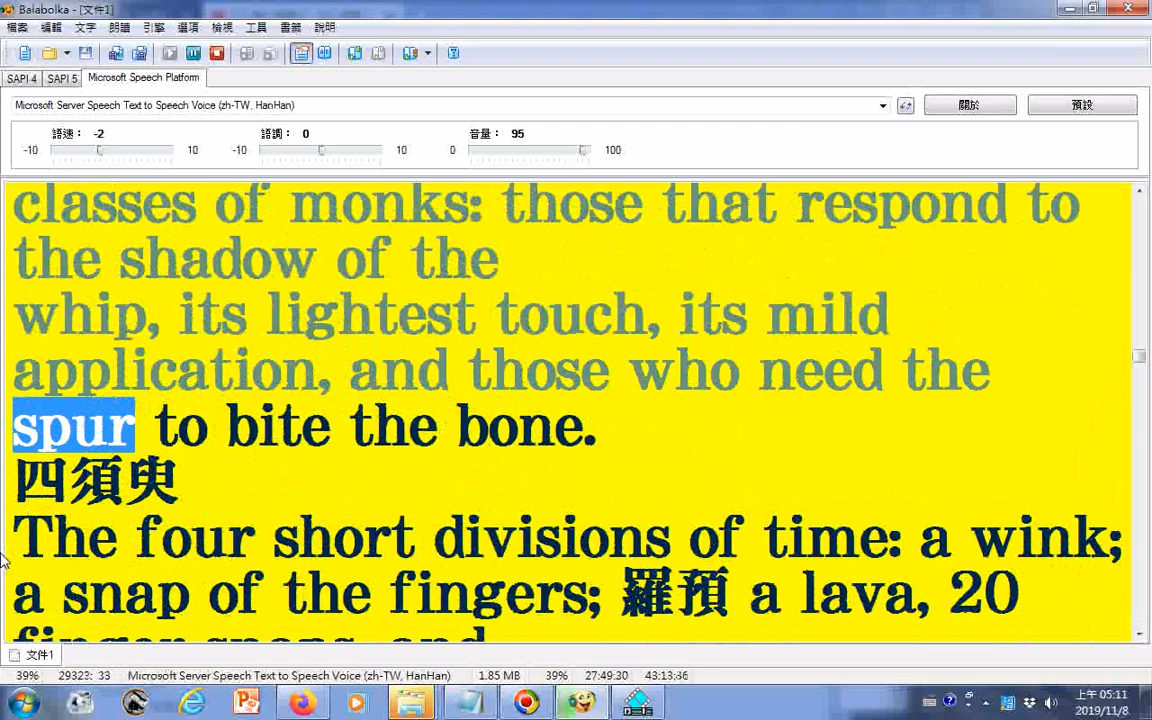 Balabolka - [文件1]
檔案 編輯 文字 朗讀 引擎 選項 檢視 工具 書籤 說明
SAPI 4 SAPI 5 Microsoft Speech Platform
Microsoft Server Speech Text to Speech Voice (zh-TW, HanHan) 關於 預設
語速： -2 語調： 0 音量： 95
-10 10 -10 10 0 100
classes of monks: those that respond to
the shadow of the
whip, its lightest touch, its mild
application, and those who need the
spur to bite the bone.
四須臾
The four short divisions of time: a wink;
a snap of the fingers; 羅預 a lava, 20
finger-snaps, and
文件1
39% 29322: 33 Microsoft Server Speech Text to Speech Voice (zh-TW, HanHan) 1.85 MB 39% 27:49:30 43:13:36
上午 05:11
2019/11/8